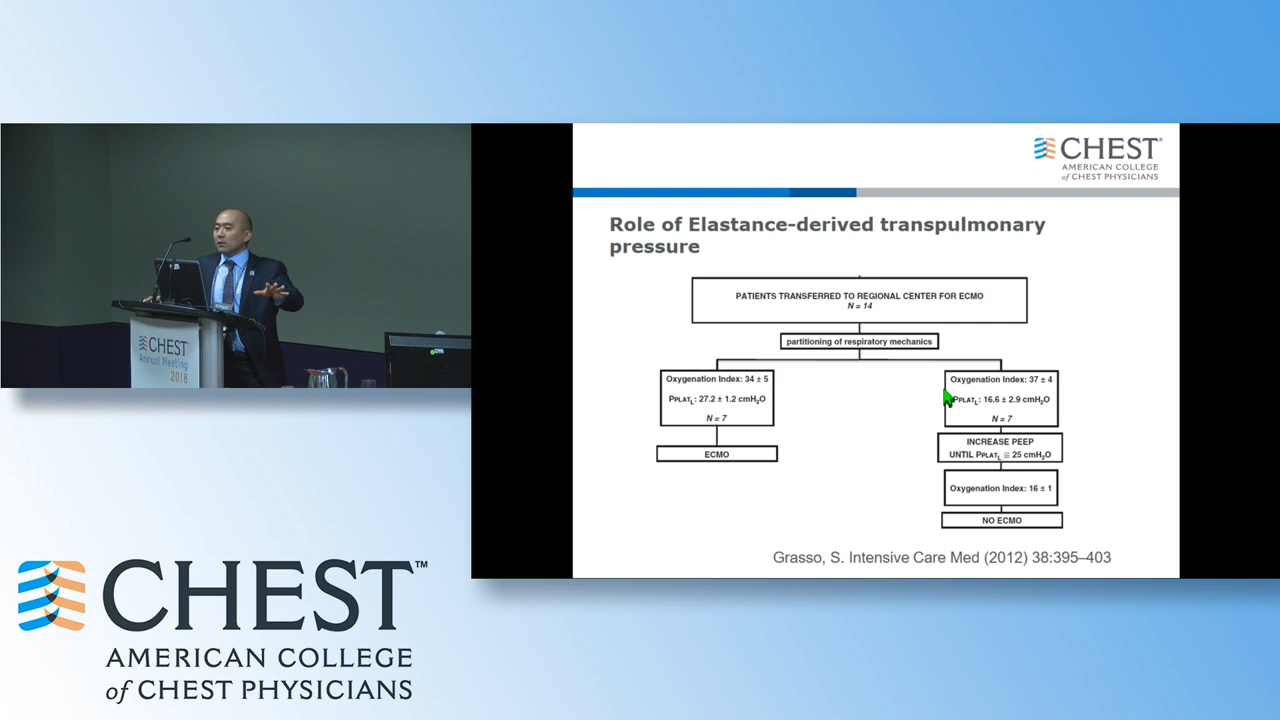 CHEST
Annual Meeting
2018
CHEST™
AMERICAN COLLEGE
of CHEST PHYSICIANS
CHEST®
AMERICAN COLLEGE
of CHEST PHYSICIANS
Role of Elastance-derived transpulmonary
pressure
PATIENTS TRANSFERRED TO REGIONAL CENTER FOR ECMO
N = 14
partitioning of respiratory mechanics
Oxygenation Index: 34 ± 5
PPLATL: 27.2 ± 1.2 cmH2O
N = 7
ECMO
Oxygenation Index: 37 ± 4
PPLATL: 16.6 ± 2.9 cmH2O
N = 7
INCREASE PEEP
UNTIL PPLATL ≅ 25 cmH2O
Oxygenation Index: 16 ± 1
NO ECMO
Grasso, S. Intensive Care Med (2012) 38:395–403